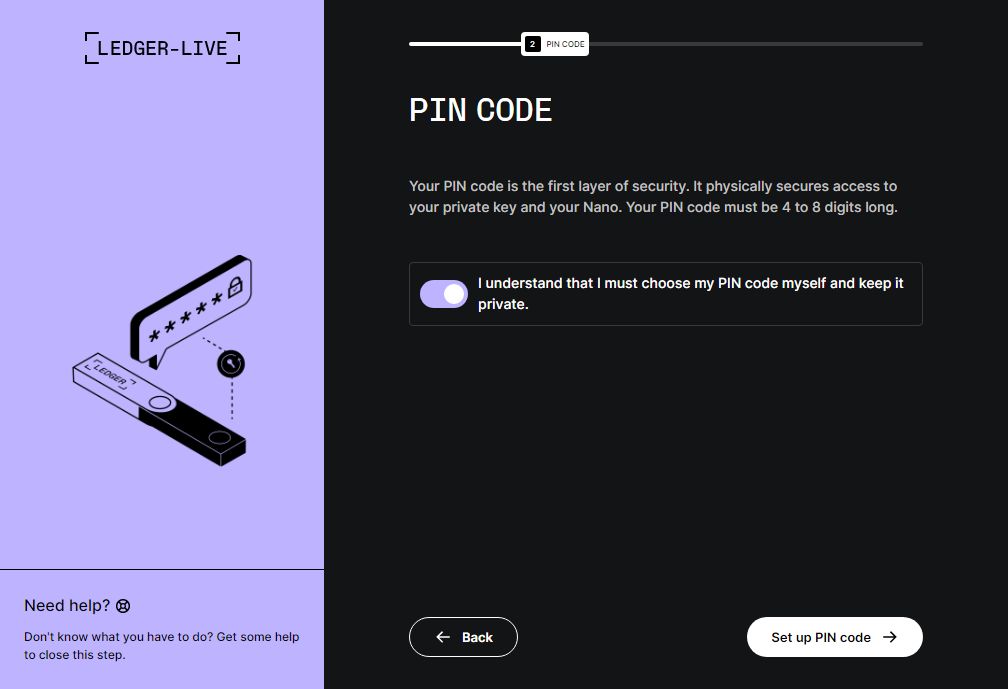 LEDGER-LIVE
2 PIN CODE
PIN CODE
Your PIN code is the first layer of security. It physically secures access to
your private key and your Nano. Your PIN code must be 4 to 8 digits long.
I understand that I must choose my PIN code myself and keep it
private.
*****
LEDGER
Need help?
Don't know what you have to do? Get some help
to close this step.
Back
Set up PIN code